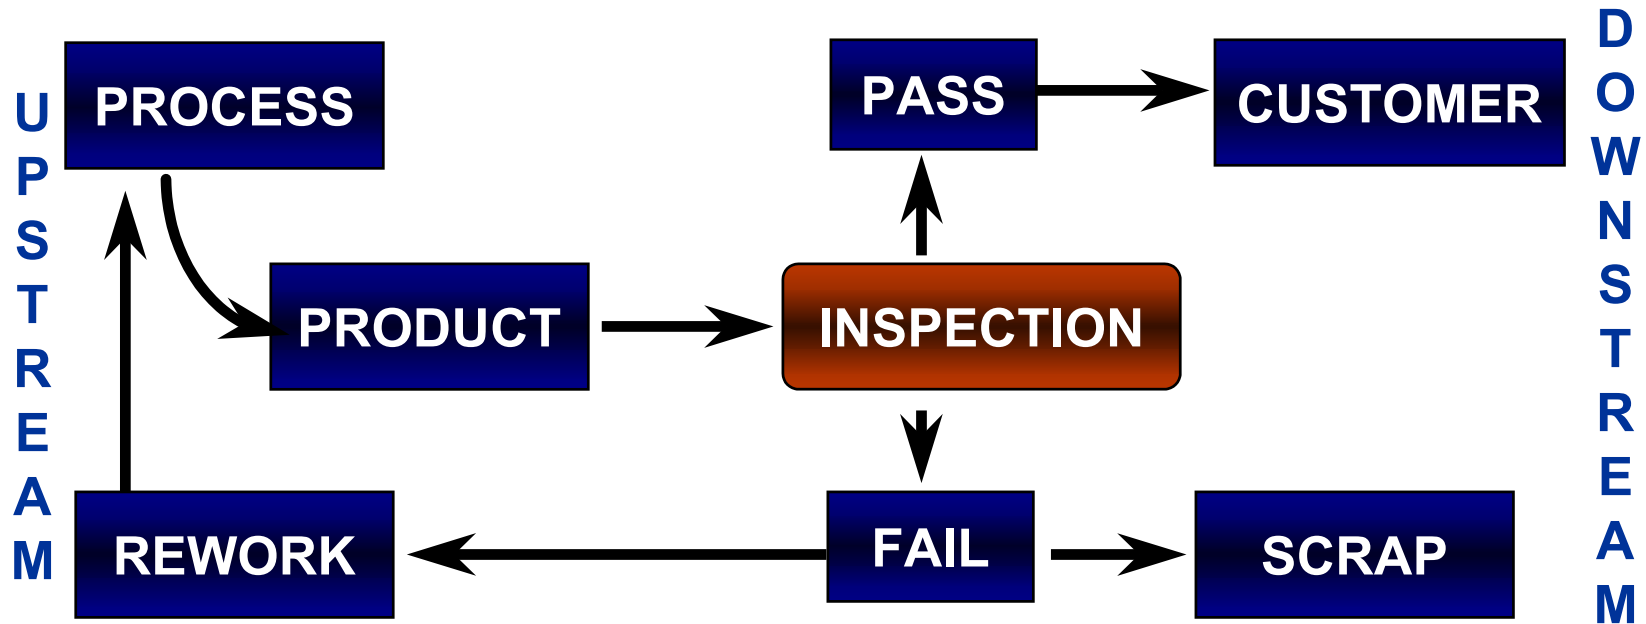 UPSTREAM
PROCESS
PASS
CUSTOMER
PRODUCT
INSPECTION
REWORK
FAIL
SCRAP
DOWNSTREAM